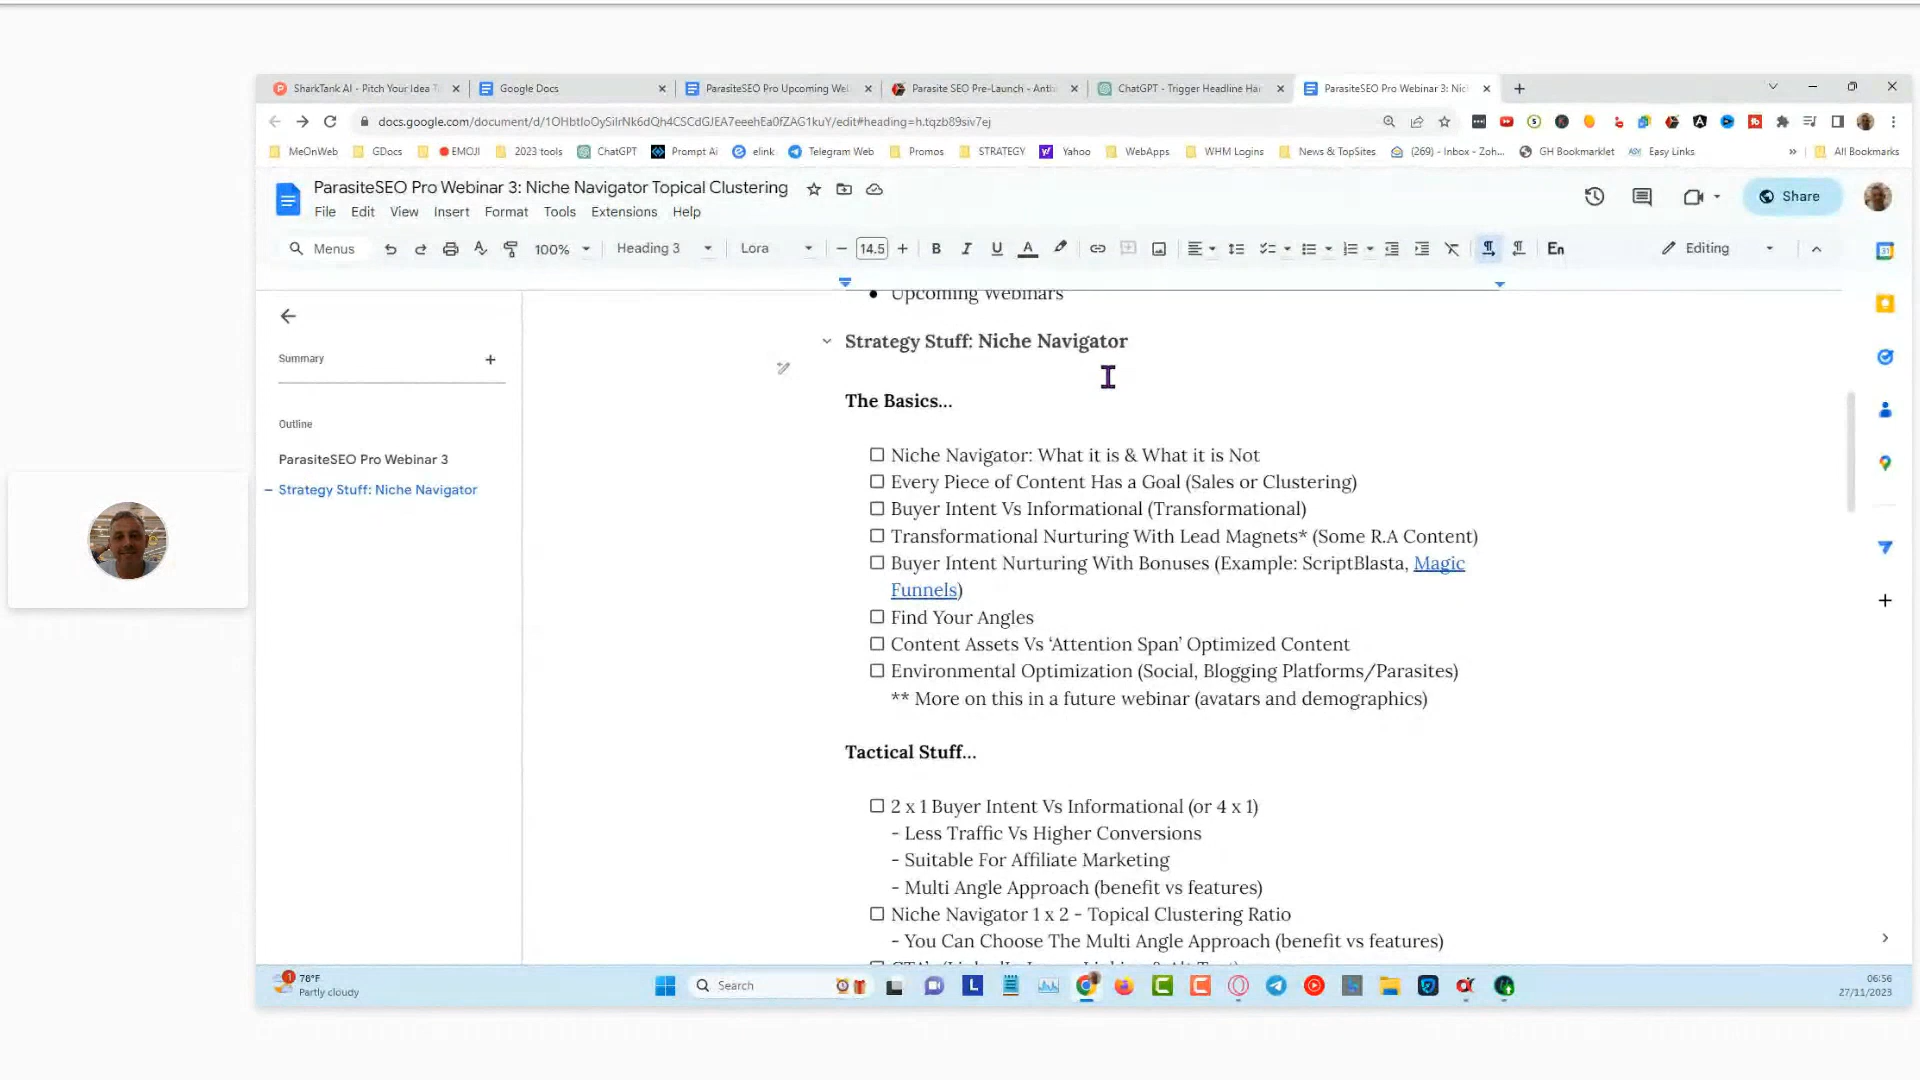 SharkTank AI - Pitch Your Idea T
Google Docs
ParasiteSEO Pro Upcoming Wel
Parasite SEO Pre-Launch - Antb
ChatGPT - Trigger Headline Har
ParasiteSEO Pro Webinar 3: Nic
MeOnWeb
GDocs
EMOJI
2023 tools
ChatGPT
Prompt Ai
elink
Telegram Web
Promos
STRATEGY
Yahoo
WebApps
WHM Logins
News & TopSites
(269) - Inbox - Zoh...
GH Bookmarklet
Easy Links
»
All Bookmarks
ParasiteSEO Pro Webinar 3: Niche Navigator Topical Clustering
File Edit View Insert Format Tools Extensions Help
Share
Menus
100%
Heading 3
Lora
14.5
B I U A
En
Editing
Summary
Outline
ParasiteSEO Pro Webinar 3
Strategy Stuff: Niche Navigator
• Upcoming Webinars
Strategy Stuff: Niche Navigator
The Basics...
Niche Navigator: What it is & What it is Not
Every Piece of Content Has a Goal (Sales or Clustering)
Buyer Intent Vs Informational (Transformational)
Transformational Nurturing With Lead Magnets* (Some R.A Content)
Buyer Intent Nurturing With Bonuses (Example: ScriptBlasta, Magic
Funnels)
Find Your Angles
Content Assets Vs ‘Attention Span’ Optimized Content
Environmental Optimization (Social, Blogging Platforms/Parasites)
** More on this in a future webinar (avatars and demographics)
Tactical Stuff...
2 x 1 Buyer Intent Vs Informational (or 4 x 1)
- Less Traffic Vs Higher Conversions
- Suitable For Affiliate Marketing
- Multi Angle Approach (benefit vs features)
Niche Navigator 1 x 2 - Topical Clustering Ratio
- You Can Choose The Multi Angle Approach (benefit vs features)
78°F
Partly cloudy
Search
06:56
27/11/2023